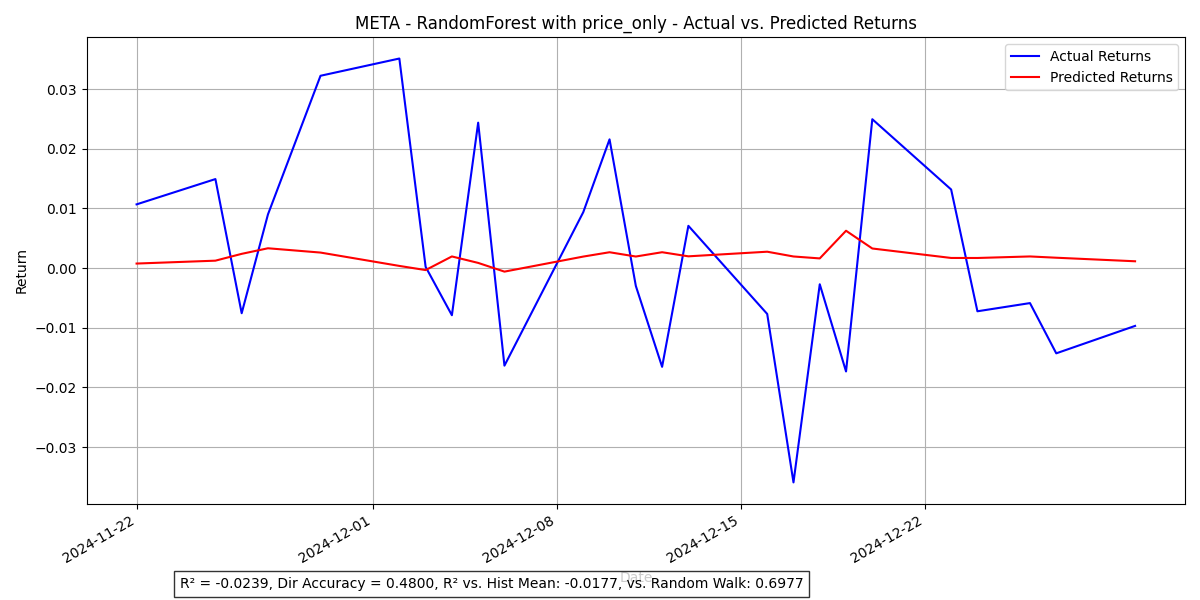 META - RandomForest with price_only - Actual vs. Predicted Returns
Actual Returns
Predicted Returns
Return
0.03
0.02
0.01
0.00
−0.01
−0.02
−0.03
2024-11-22
2024-12-01
2024-12-08
2024-12-15
2024-12-22
Date
R² = -0.0239, Dir Accuracy = 0.4800, R² vs. Hist Mean: -0.0177, vs. Random Walk: 0.6977